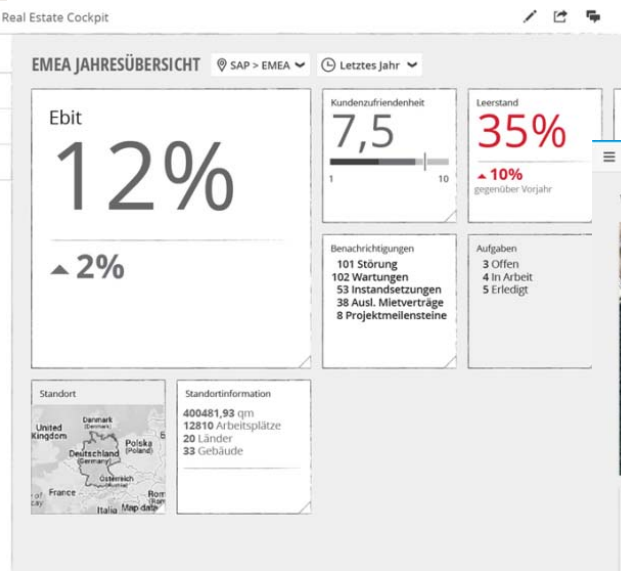 Real Estate Cockpit
EMEA JAHRESÜBERSICHT SAP > EMEA Letztes Jahr
Ebit
12%
2%
Kundenzufriendenheit
7,5
1 10
Leerstand
35%
10%
gegenüber Vorjahr
Benachrichtigungen
101 Störung
102 Wartungen
53 Instandsetzungen
38 Ausl. Mietverträge
8 Projektmeilensteine
Aufgaben
3 Offen
4 In Arbeit
5 Erledigt
Standort
United
Kingdom
Danmark
(Denmark)
Polska
(Poland)
Deutschland
(Germany)
Österreich
(Austria)
France
Italia
Map data
Standortinformation
400481,93 qm
12810 Arbeitsplätze
20 Länder
33 Gebäude